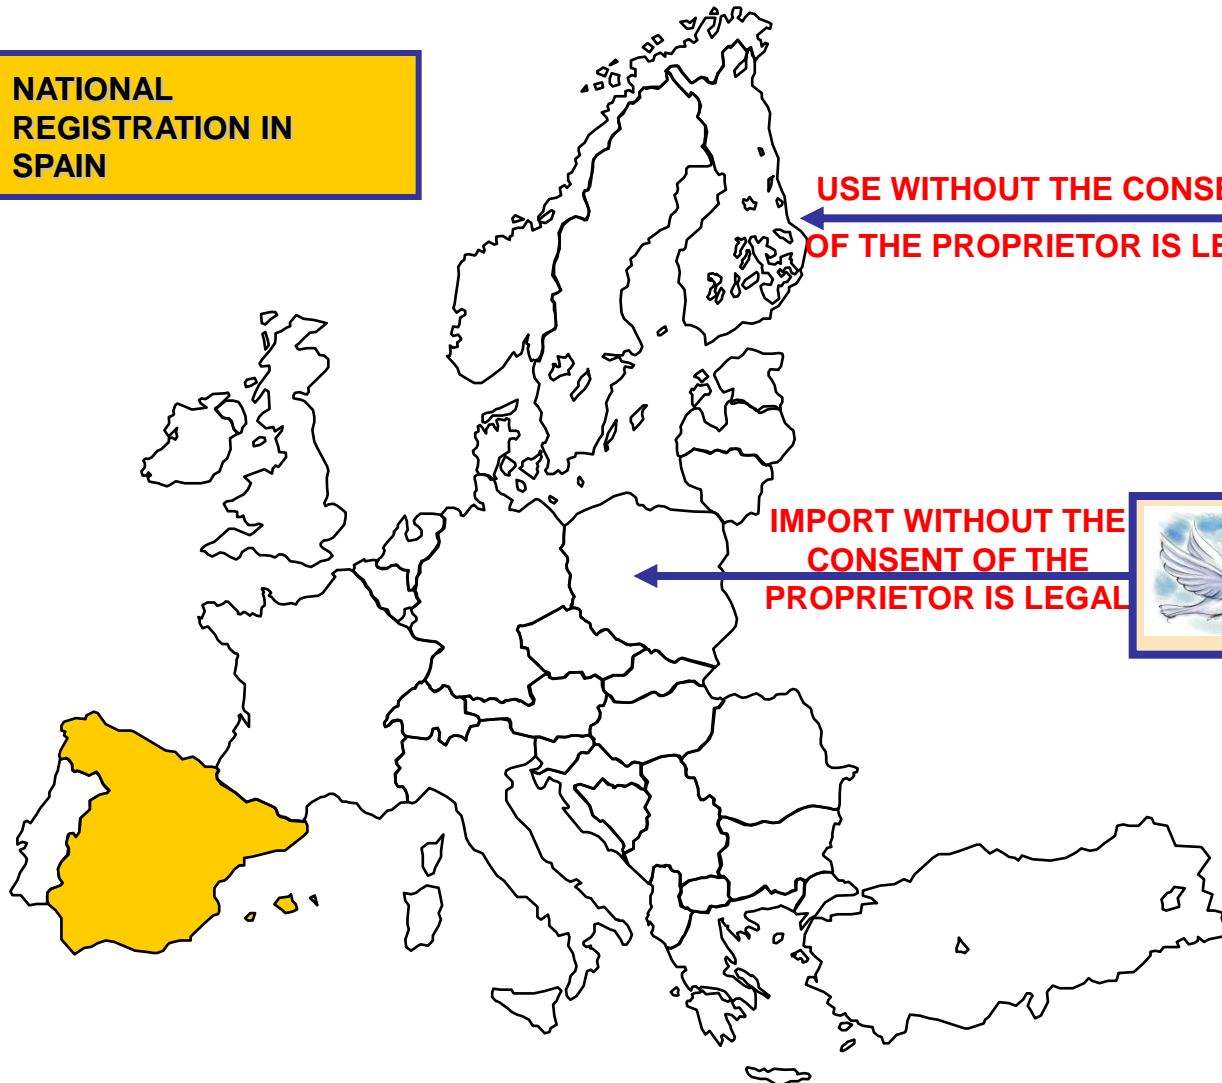 NATIONAL
REGISTRATION IN
SPAIN
USE WITHOUT THE
OF THE PROPRIETOR IS
IMPORT WITHOUT THE
CONSENT OF THE
PROPRIETOR IS LEGAL